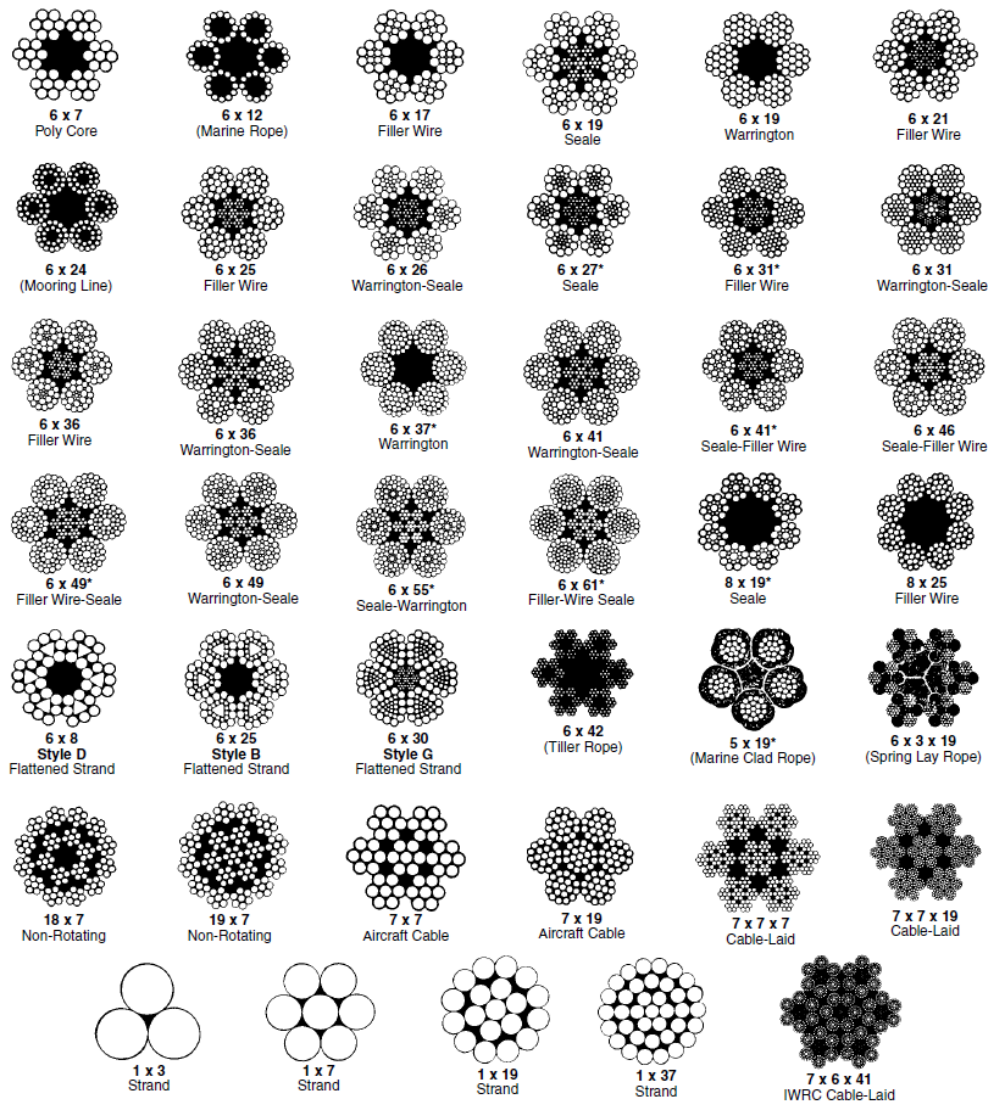 6 x 7
Poly Core
6 x 12
(Marine Rope)
6 x 17
Filler Wire
6 x 19
Seale
6 x 19
Warrington
6 x 21
Filler Wire
6 x 24
(Mooring Line)
6 x 25
Filler Wire
6 x 26
Warrington-Seale
6 x 27*
Seale
6 x 31*
Filler Wire
6 x 31
Warrington-Seale
6 x 36
Filler Wire
6 x 36
Warrington-Seale
6 x 37*
Warrington
6 x 41
Warrington-Seale
6 x 41*
Seale-Filler Wire
6 x 46
Seale-Filler Wire
6 x 49*
Filler Wire-Seale
6 x 49
Warrington-Seale
6 x 55*
Seale-Warrington
6 x 61*
Filler-Wire Seale
8 x 19*
Seale
8 x 25
Filler Wire
6 x 8
Style D
Flattened Strand
6 x 25
Style B
Flattened Strand
6 x 30
Style G
Flattened Strand
6 x 42
(Tiller Rope)
5 x 19*
(Marine Clad Rope)
6 x 3 x 19
(Spring Lay Rope)
18 x 7
Non-Rotating
19 x 7
Non-Rotating
7 x 7
Aircraft Cable
7 x 19
Aircraft Cable
7 x 7 x 7
Cable-Laid
7 x 7 x 19
Cable-Laid
1 x 3
Strand
1 x 7
Strand
1 x 19
Strand
1 x 37
Strand
7 x 6 x 41
IWRC Cable-Laid